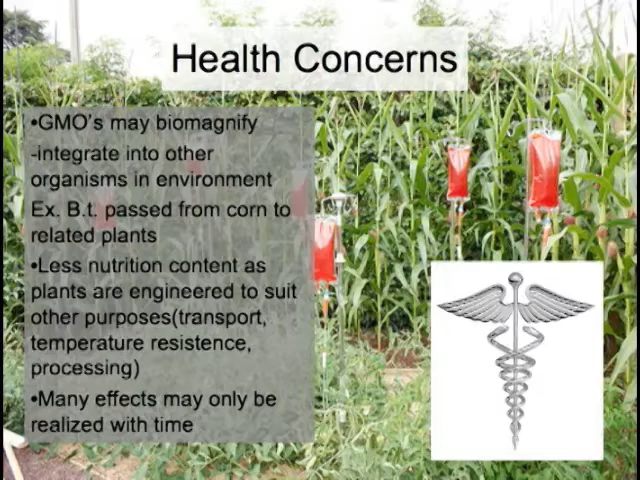 Health Concerns
•GMO's may biomagnify
-integrate into other
organisms in environment
Ex. B.t. passed from corn to
related plants
•Less nutrition content as
plants are engineered to suit
other purposes(transport,
temperature resistence,
processing)
•Many effects may only be
realized with time